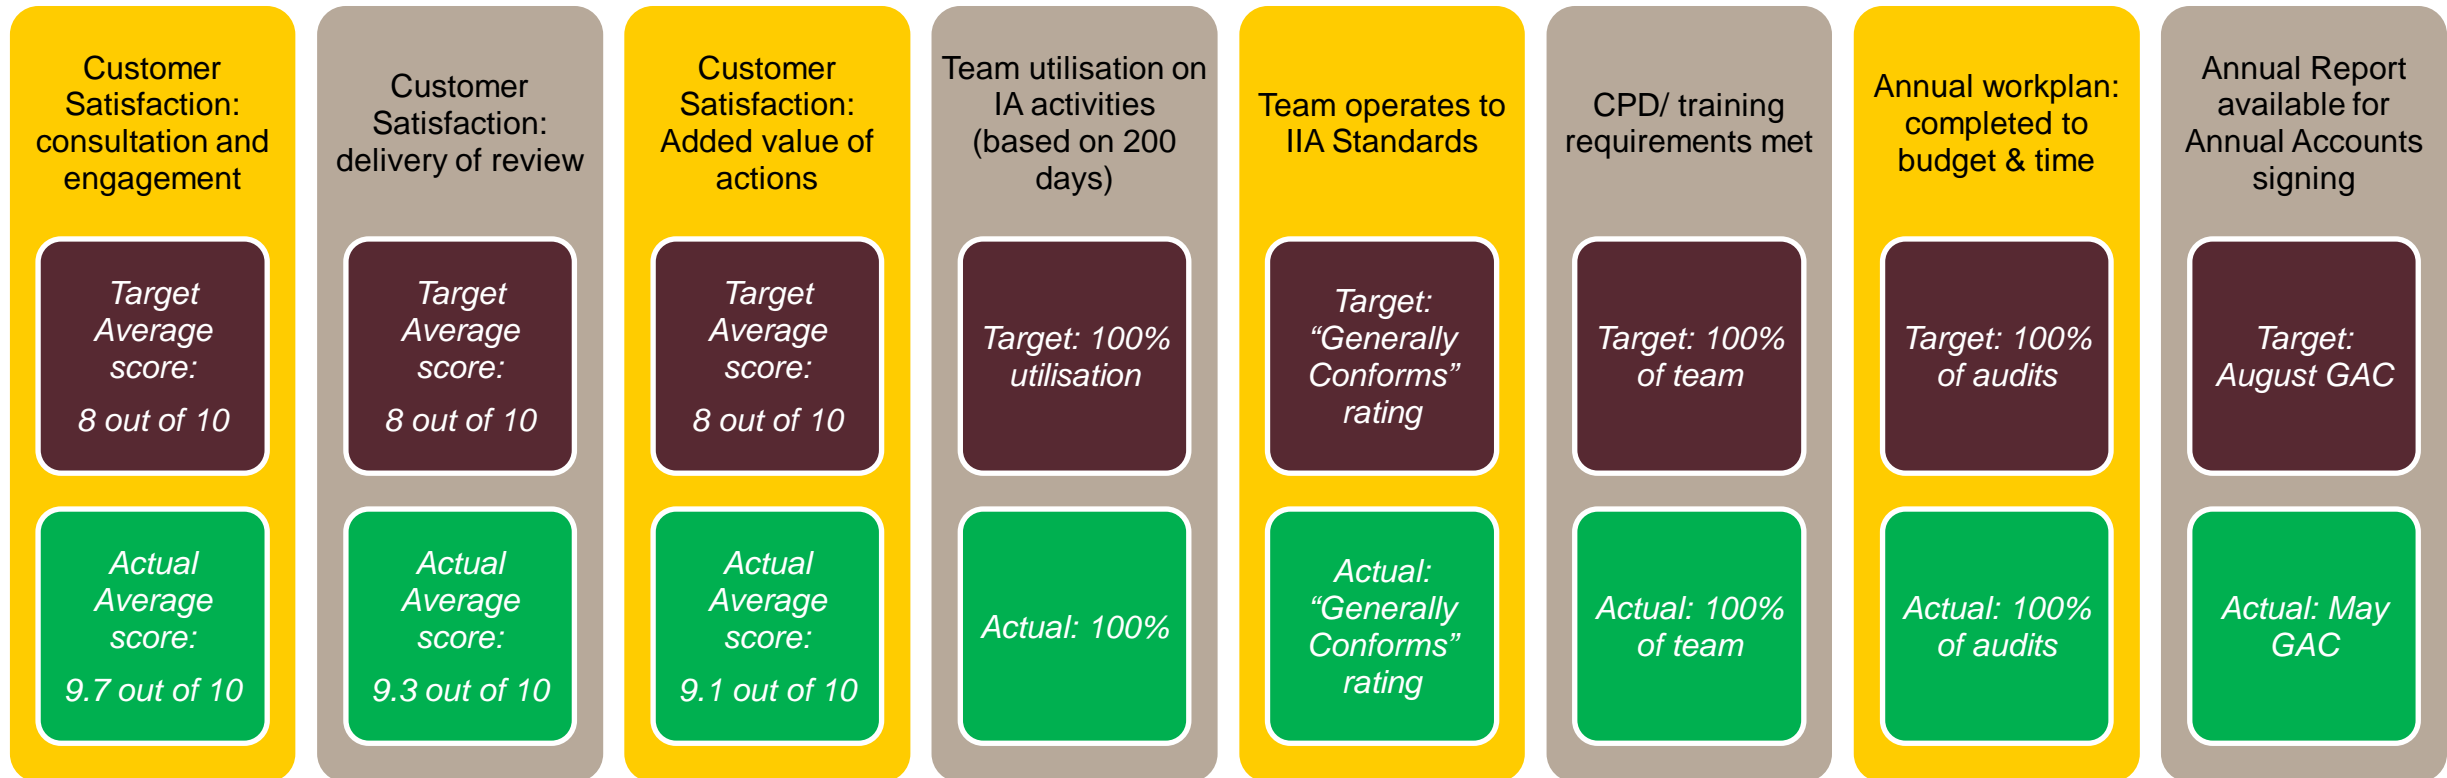 Customer
Satisfaction:
consultation and
engagement
Target
Average
score:
8 out of 10
Actual
Average
score:
9.7 out of 10
Customer
Satisfaction:
delivery of review
Target
Average
score:
8 out of 10
Actual
Average
score:
9.3 out of 10
Customer
Satisfaction:
Added value of
actions
Target
Average
score:
8 out of 10
Actual
Average
score:
9.1 out of 10
Team utilisation on
IA activities
(based on 200
days)
Target: 100%
utilisation
Actual: 100%
Team operates to
IIA Standards
Target:
“Generally
Conforms”
rating
Actual:
“Generally
Conforms”
rating
CPD/ training
requirements met
Target: 100%
of team
Actual: 100%
of team
Annual workplan:
completed to
budget & time
Target: 100%
of audits
Actual: 100%
of audits
Annual Report
available for
Annual Accounts
signing
Target:
August GAC
Actual: May
GAC